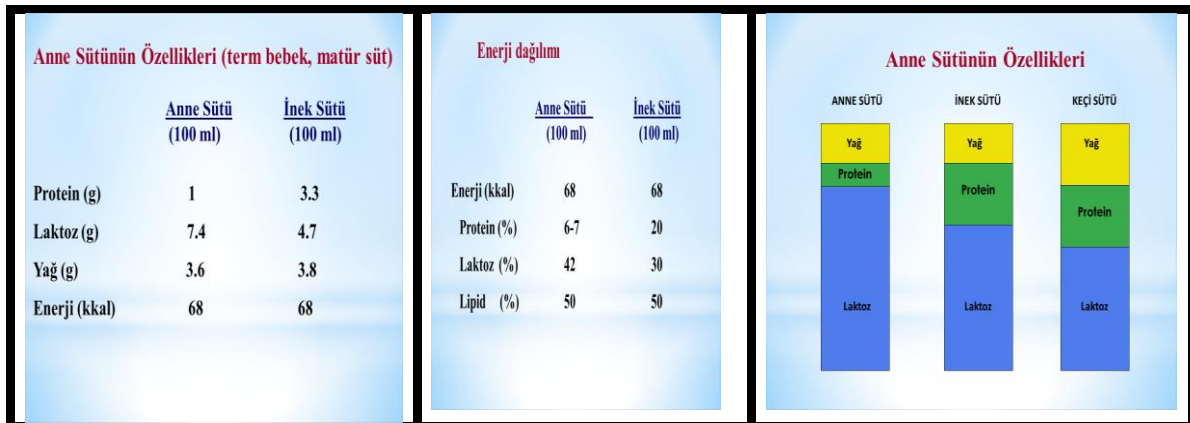 Anne Sütünün Özellikleri (term bebek, matür süt)
Anne Sütü İnek Sütü
(100 ml) (100 ml)
Protein (g) 1 3.3
Laktoz (g) 7.4 4.7
Yağ (g) 3.6 3.8
Enerji (kkal) 68 68
Enerji dağılımı
Anne Sütü İnek Sütü
(100 ml) (100 ml)
Enerji (kkal) 68 68
Protein (%) 6-7 20
Laktoz (%) 42 30
Lipid (%) 50 50
Anne Sütünün Özellikleri
ANNE SÜTÜ İNEK SÜTÜ KEÇİ SÜTÜ
Yağ Yağ Yağ
Protein Protein Protein
Laktoz Laktoz Laktoz